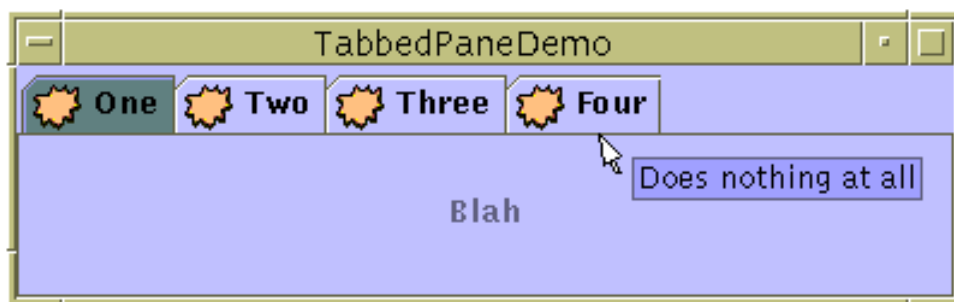 TabbedPaneDemo
One Two Three Four
Does nothing at all
Blah